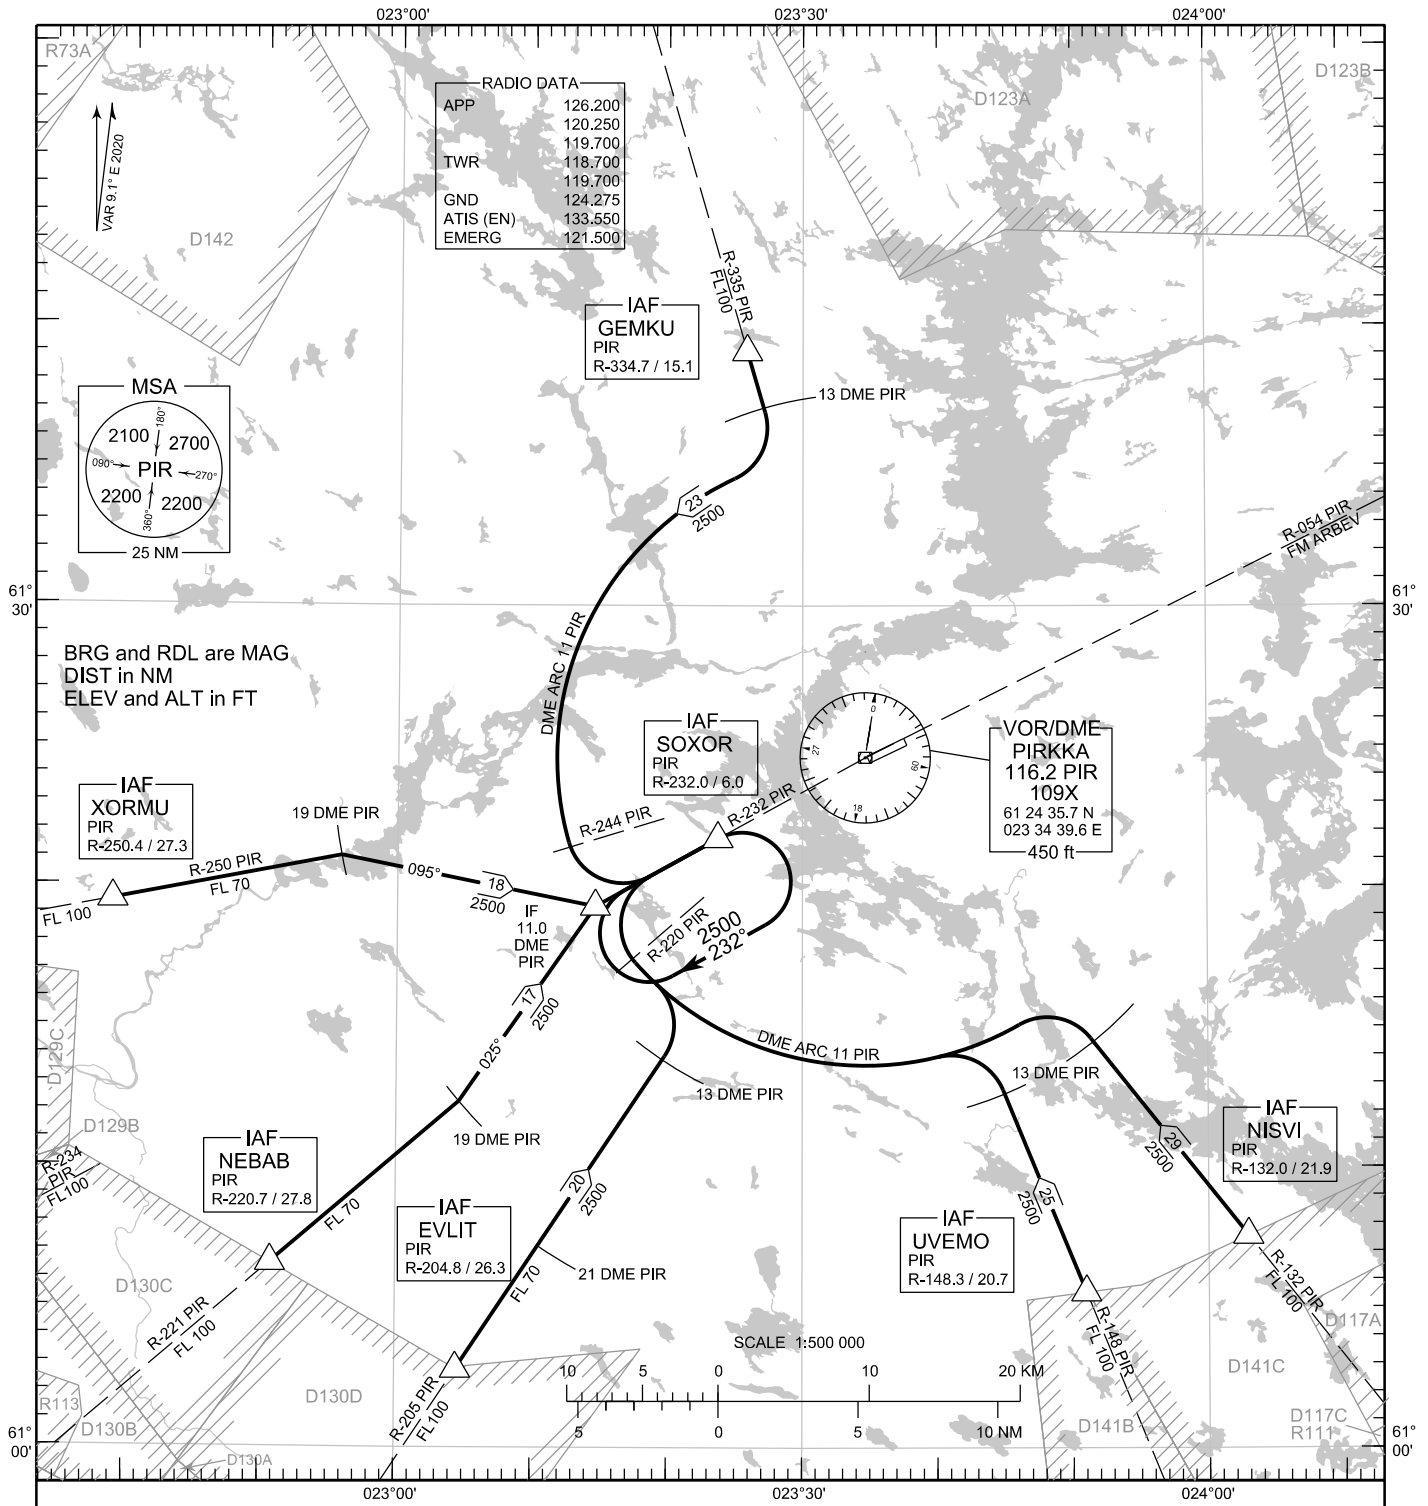 023°00'
023°30'
024°00'
R73A
D123B
D123A
RADIO DATA
APP 126.200
120.250
119.700
TWR 118.700
119.700
GND 124.275
ATIS (EN) 133.550
EMERG 121.500
VAR 9.1° E 2020
D142
R-335 PIR
FL100
IAF
GEMKU
PIR
R-334.7 / 15.1
13 DME PIR
MSA
2100
2700
180°
090°
PIR
270°
2200
2200
360°
25 NM
23
2500
R-054 PIR
FM ARBEV
61°
30'
61°
30'
BRG and RDL are MAG
DIST in NM
ELEV and ALT in FT
DME ARC 11 PIR
IAF
SOXOR
PIR
R-232.0 / 6.0
0
27
60
18
VOR/DME
PIRKKA
116.2 PIR
109X
61 24 35.7 N
023 34 39.6 E
450 ft
IAF
XORMU
PIR
R-250.4 / 27.3
19 DME PIR
R-244 PIR
R-232 PIR
R-250 PIR
FL 70
FL 100
095°
18
2500
IF
11.0
DME
PIR
R-220 PIR
2500
232°
17
2500
025°
DME ARC 11 PIR
13 DME PIR
13 DME PIR
D129C
D129B
R-234
PIR
FL100
19 DME PIR
IAF
NEBAB
PIR
R-220.7 / 27.8
FL 70
IAF
EVLIT
PIR
R-204.8 / 26.3
20
2500
21 DME PIR
FL 70
IAF
UVEMO
PIR
R-148.3 / 20.7
25
2500
29
2500
IAF
NISVI
PIR
R-132.0 / 21.9
D130C
R-221 PIR
FL 100
R-132 PIR
FL 100
R-148 PIR
FL 100
D117A
D141C
SCALE 1:500 000
10 5 0 10 20 KM
5 0 5 10 NM
R113
D130B
D130D
D130A
R-205 PIR
FL100
D141B
D117C
R111
61°
00'
61°
00'
023°00'
023°30'
024°00'